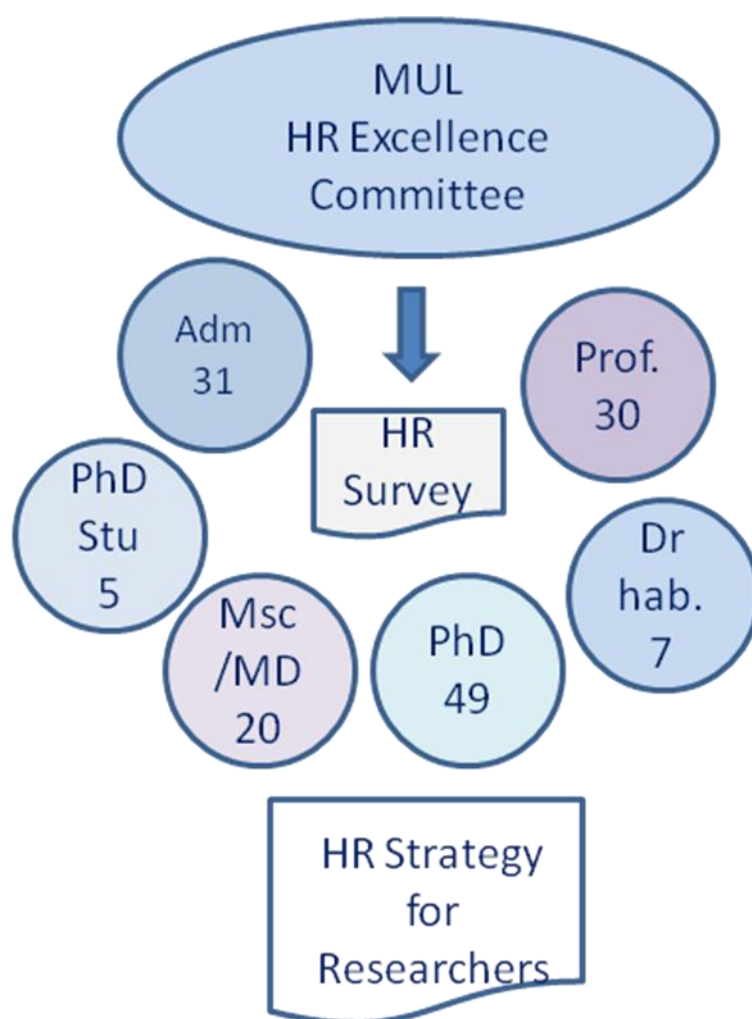 MUL
HR Excellence
Committee
Adm
31
Prof.
30
HR
Survey
PhD
Stu
5
Dr
hab.
7
Msc
/MD
20
PhD
49
HR Strategy
for
Researchers